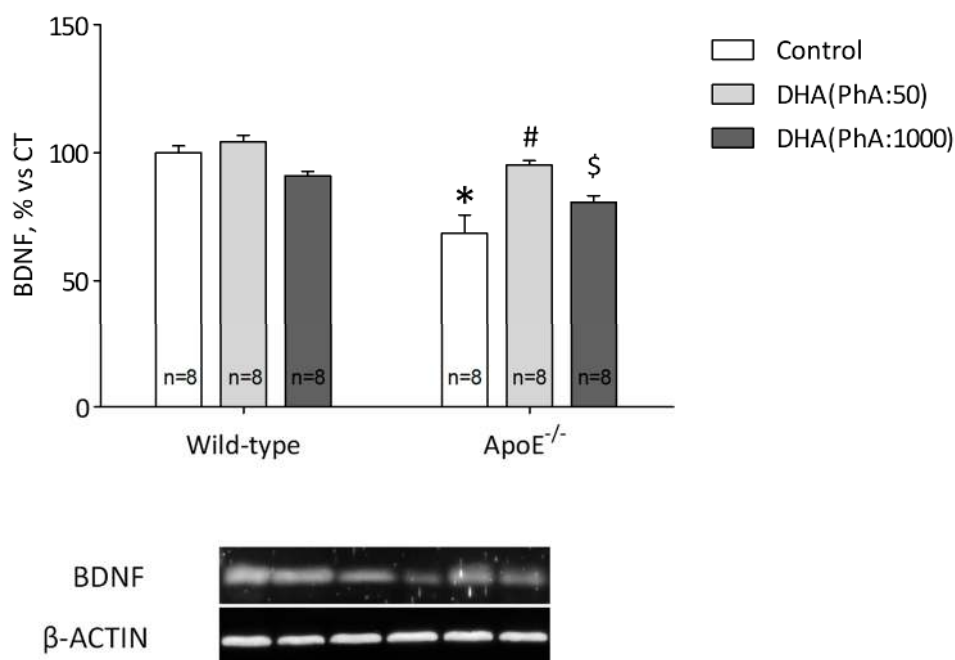 150
Control
DHA(PhA:50)
DHA(PhA:1000)
BDNF, % vs CT
100
50
0
#
$
*
n=8 n=8 n=8 n=8 n=8 n=8
Wild-type ApoE-/-
BDNF
β-ACTIN